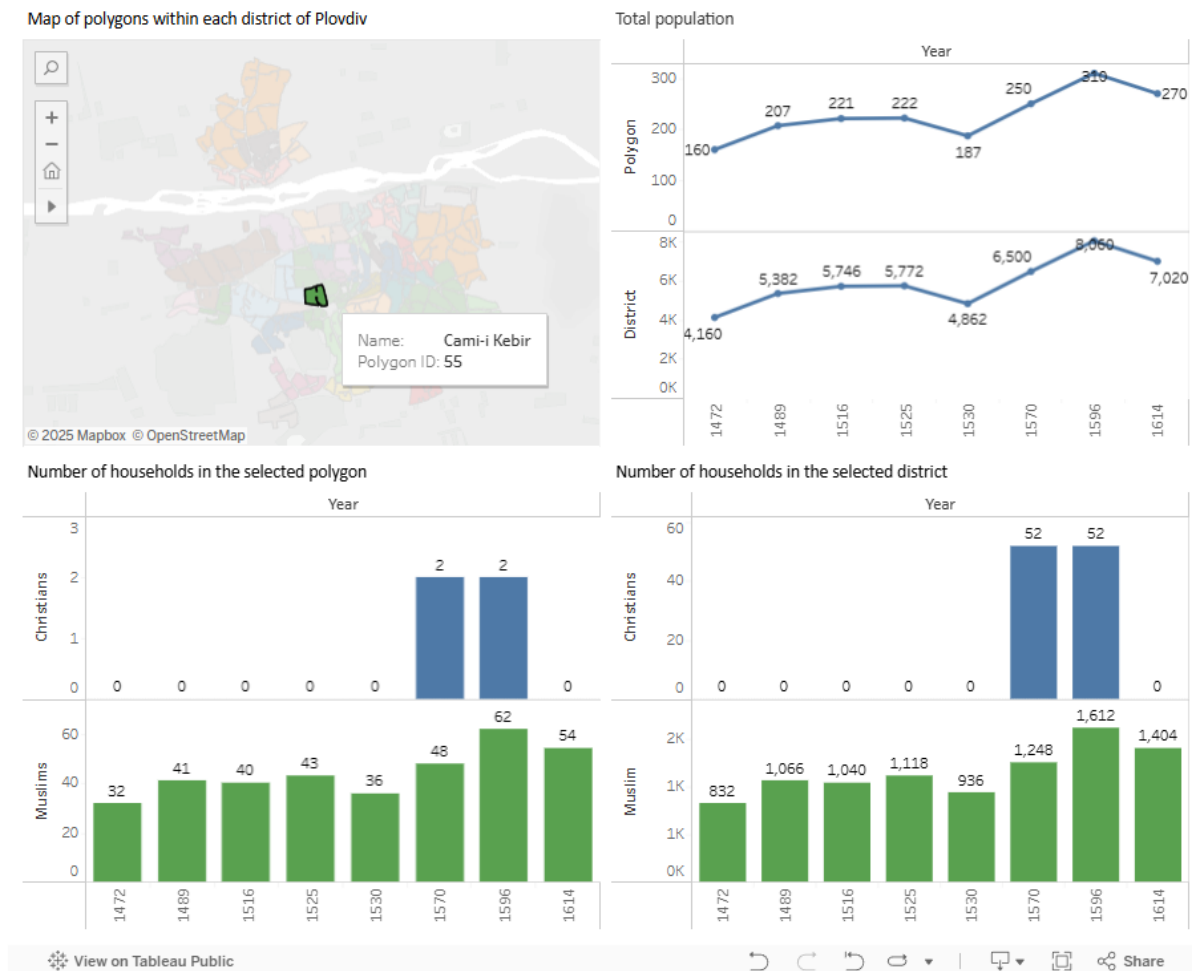 Map of polygons within each district of Plovdiv
Name: Cami-i Kebir
Polygon ID: 55
© 2025 Mapbox © OpenStreetMap
Total population
Year
Polygon
300
200
100
0
160
207
221
222
187
250
310
270
District
8K
6K
4K
2K
0K
4,160
5,382
5,746
5,772
4,862
6,500
8,060
7,020
1472 1489 1516 1525 1530 1570 1596 1614
Number of households in the selected polygon
Year
Christians
3
2
1
0
0 0 0 0 0 2 2 0
Muslims
60
40
20
0
32 41 40 43 36 48 62 54
1472 1489 1516 1525 1530 1570 1596 1614
Number of households in the selected district
Year
Christians
60
40
20
0
0 0 0 0 0 52 52 0
Muslim
2K
1K
1K
0K
832 1,066 1,040 1,118 936 1,248 1,612 1,404
1472 1489 1516 1525 1530 1570 1596 1614
View on Tableau Public
Share